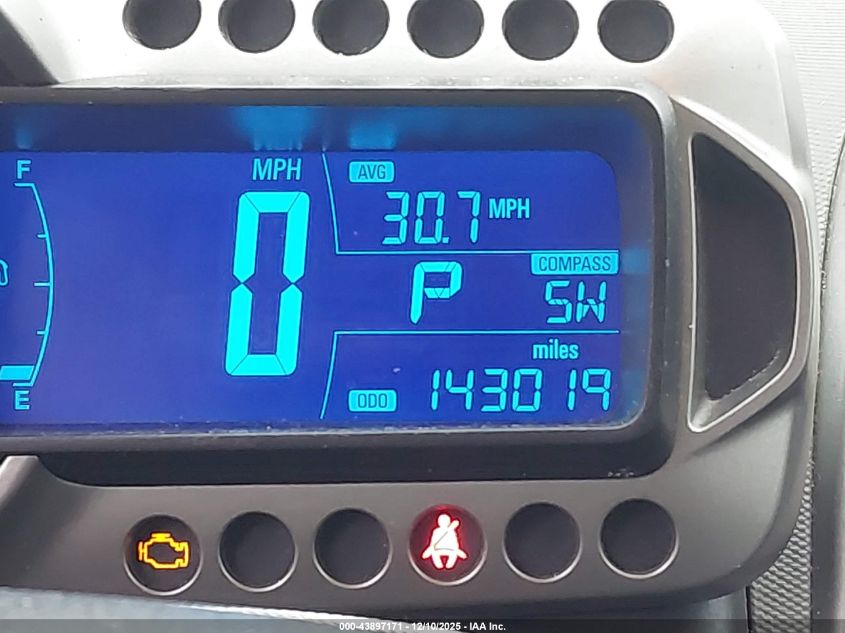 F
MPH
AVG
30.7 MPH
0
P
COMPASS
SW
miles
E
ODO 143019
000-43897171 - 12/10/2025 - IAA Inc.